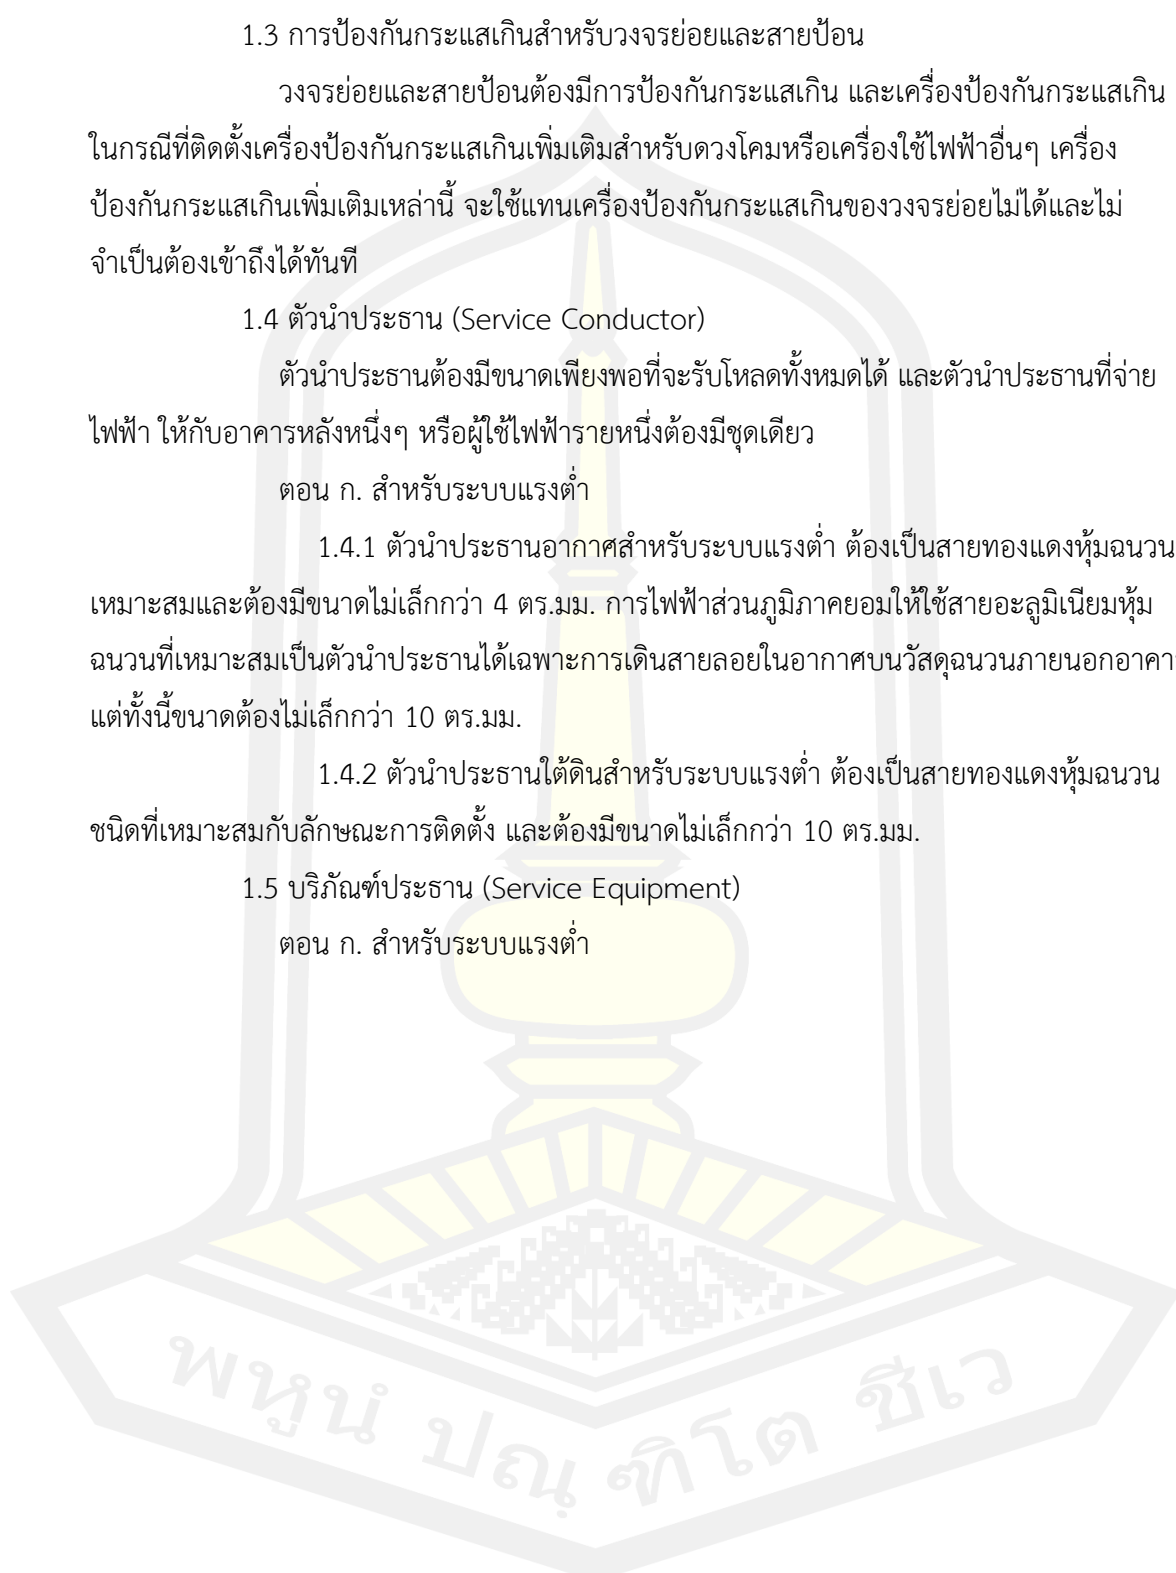 1.3 การป้องกันกระแสเกินสำหรับวงจรย่อยและสายป้อน
วงจรย่อยและสายป้อนต้องมีการป้องกันกระแสเกิน และเครื่องป้องกันกระแสเกิน
ในกรณีที่ติดตั้งเครื่องป้องกันกระแสเกินเพิ่มเติมสำหรับดวงโคมหรือเครื่องใช้ไฟฟ้าอื่นๆ เครื่อง
ป้องกันกระแสเกินเพิ่มเติมเหล่านี้ จะใช้แทนเครื่องป้องกันกระแสเกินของวงจรย่อยไม่ได้และไม่
จำเป็นต้องเข้าถึงได้ทันที
1.4 ตัวนำประธาน (Service Conductor)
ตัวนำประธานต้องมีขนาดเพียงพอที่จะรับโหลดทั้งหมดได้ และตัวนำประธานที่จ่าย
ไฟฟ้า ให้กับอาคารหลังหนึ่งๆ หรือผู้ใช้ไฟฟ้ารายหนึ่งต้องมีชุดเดียว
ตอน ก. สำหรับระบบแรงต่ำ
1.4.1 ตัวนำประธานอากาศสำหรับระบบแรงต่ำ ต้องเป็นสายทองแดงหุ้มฉนวน
เหมาะสมและต้องมีขนาดไม่เล็กกว่า 4 ตร.มม. การไฟฟ้าส่วนภูมิภาคยอมให้ใช้สายอะลูมิเนียมหุ้ม
ฉนวนที่เหมาะสมเป็นตัวนำประธานได้เฉพาะการเดินสายลอยในอากาศบนวัสดุฉนวนภายนอกอาคา
แต่ทั้งนี้ขนาดต้องไม่เล็กกว่า 10 ตร.มม.
1.4.2 ตัวนำประธานใต้ดินสำหรับระบบแรงต่ำ ต้องเป็นสายทองแดงหุ้มฉนวน
ชนิดที่เหมาะสมกับลักษณะการติดตั้ง และต้องมีขนาดไม่เล็กกว่า 10 ตร.มม.
1.5 บริภัณฑ์ประธาน (Service Equipment)
ตอน ก. สำหรับระบบแรงต่ำ
พหูนํ ปณฺฑิโต ชีเว